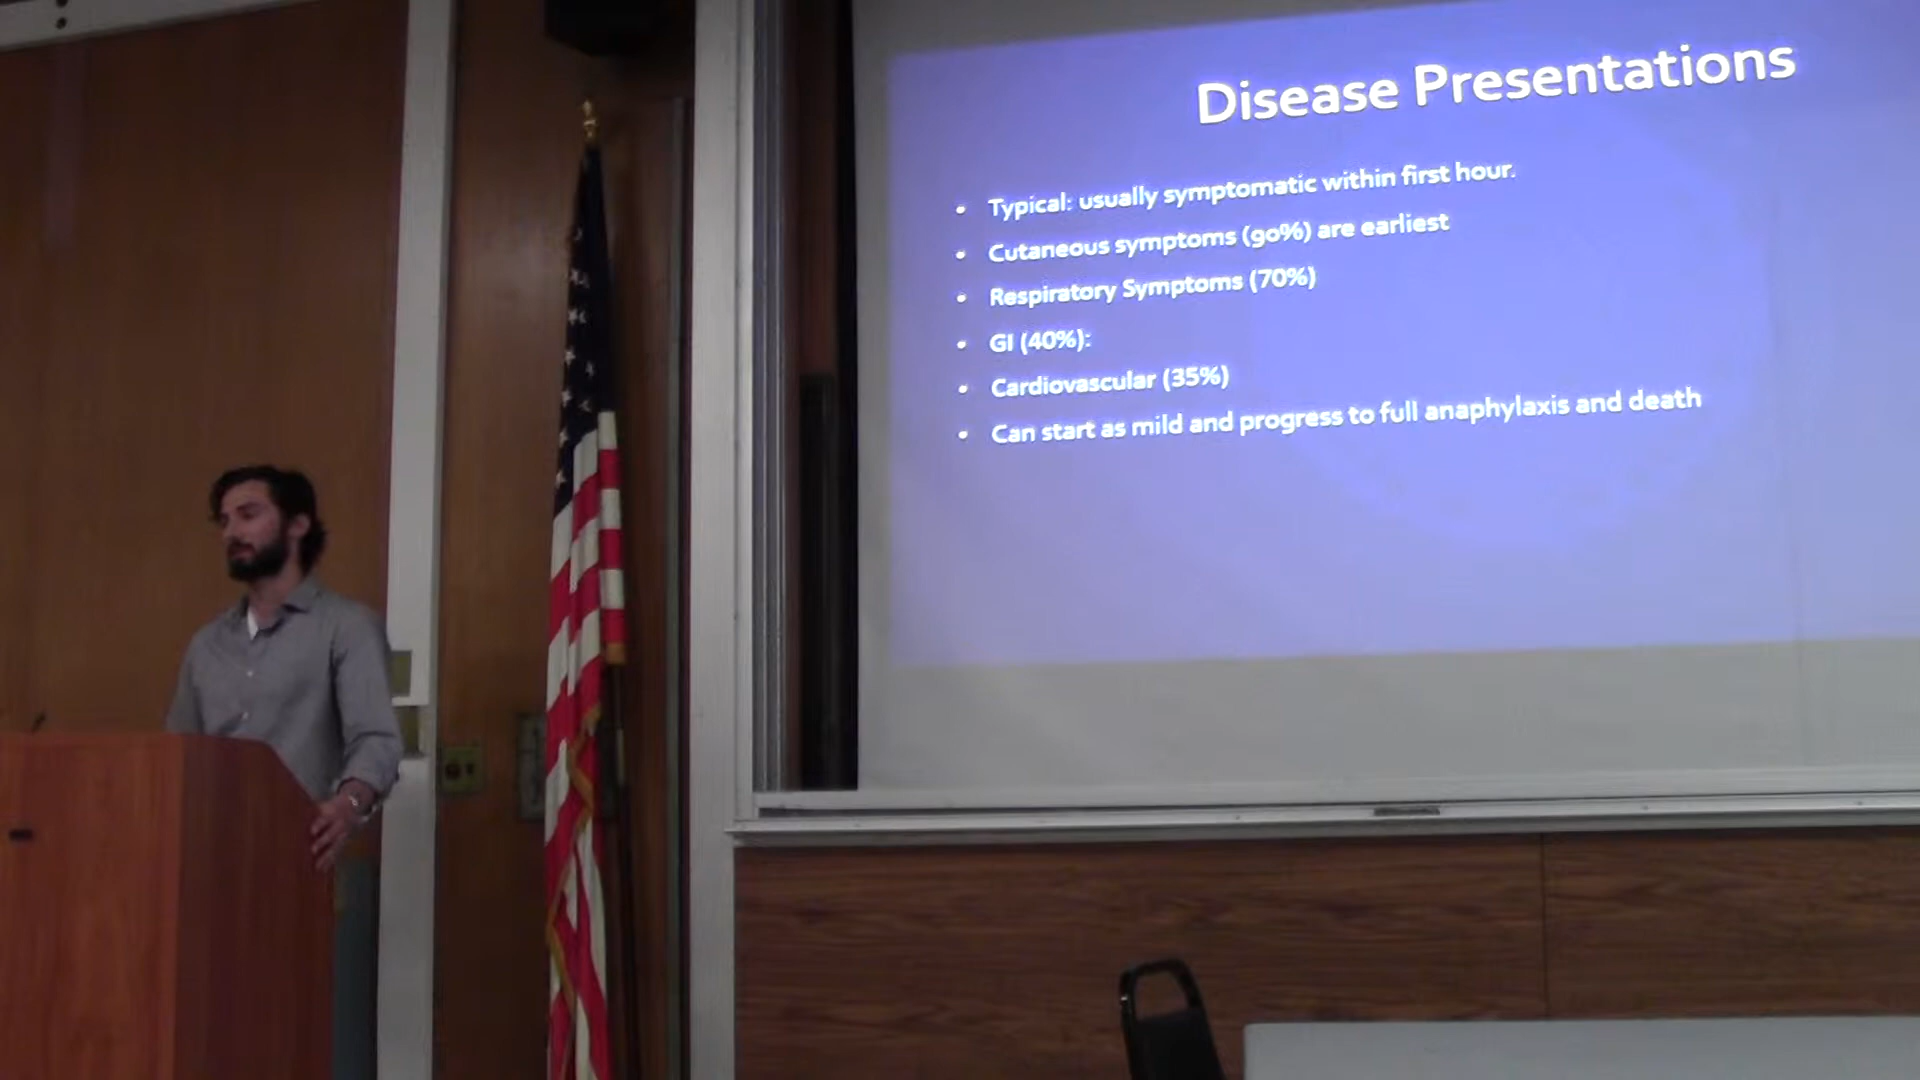 Disease Presentations
• Typical: usually symptomatic within first hour.
• Cutaneous symptoms (90%) are earliest
• Respiratory Symptoms (70%)
• GI (40%):
• Cardiovascular (35%)
• Can start as mild and progress to full anaphylaxis and death